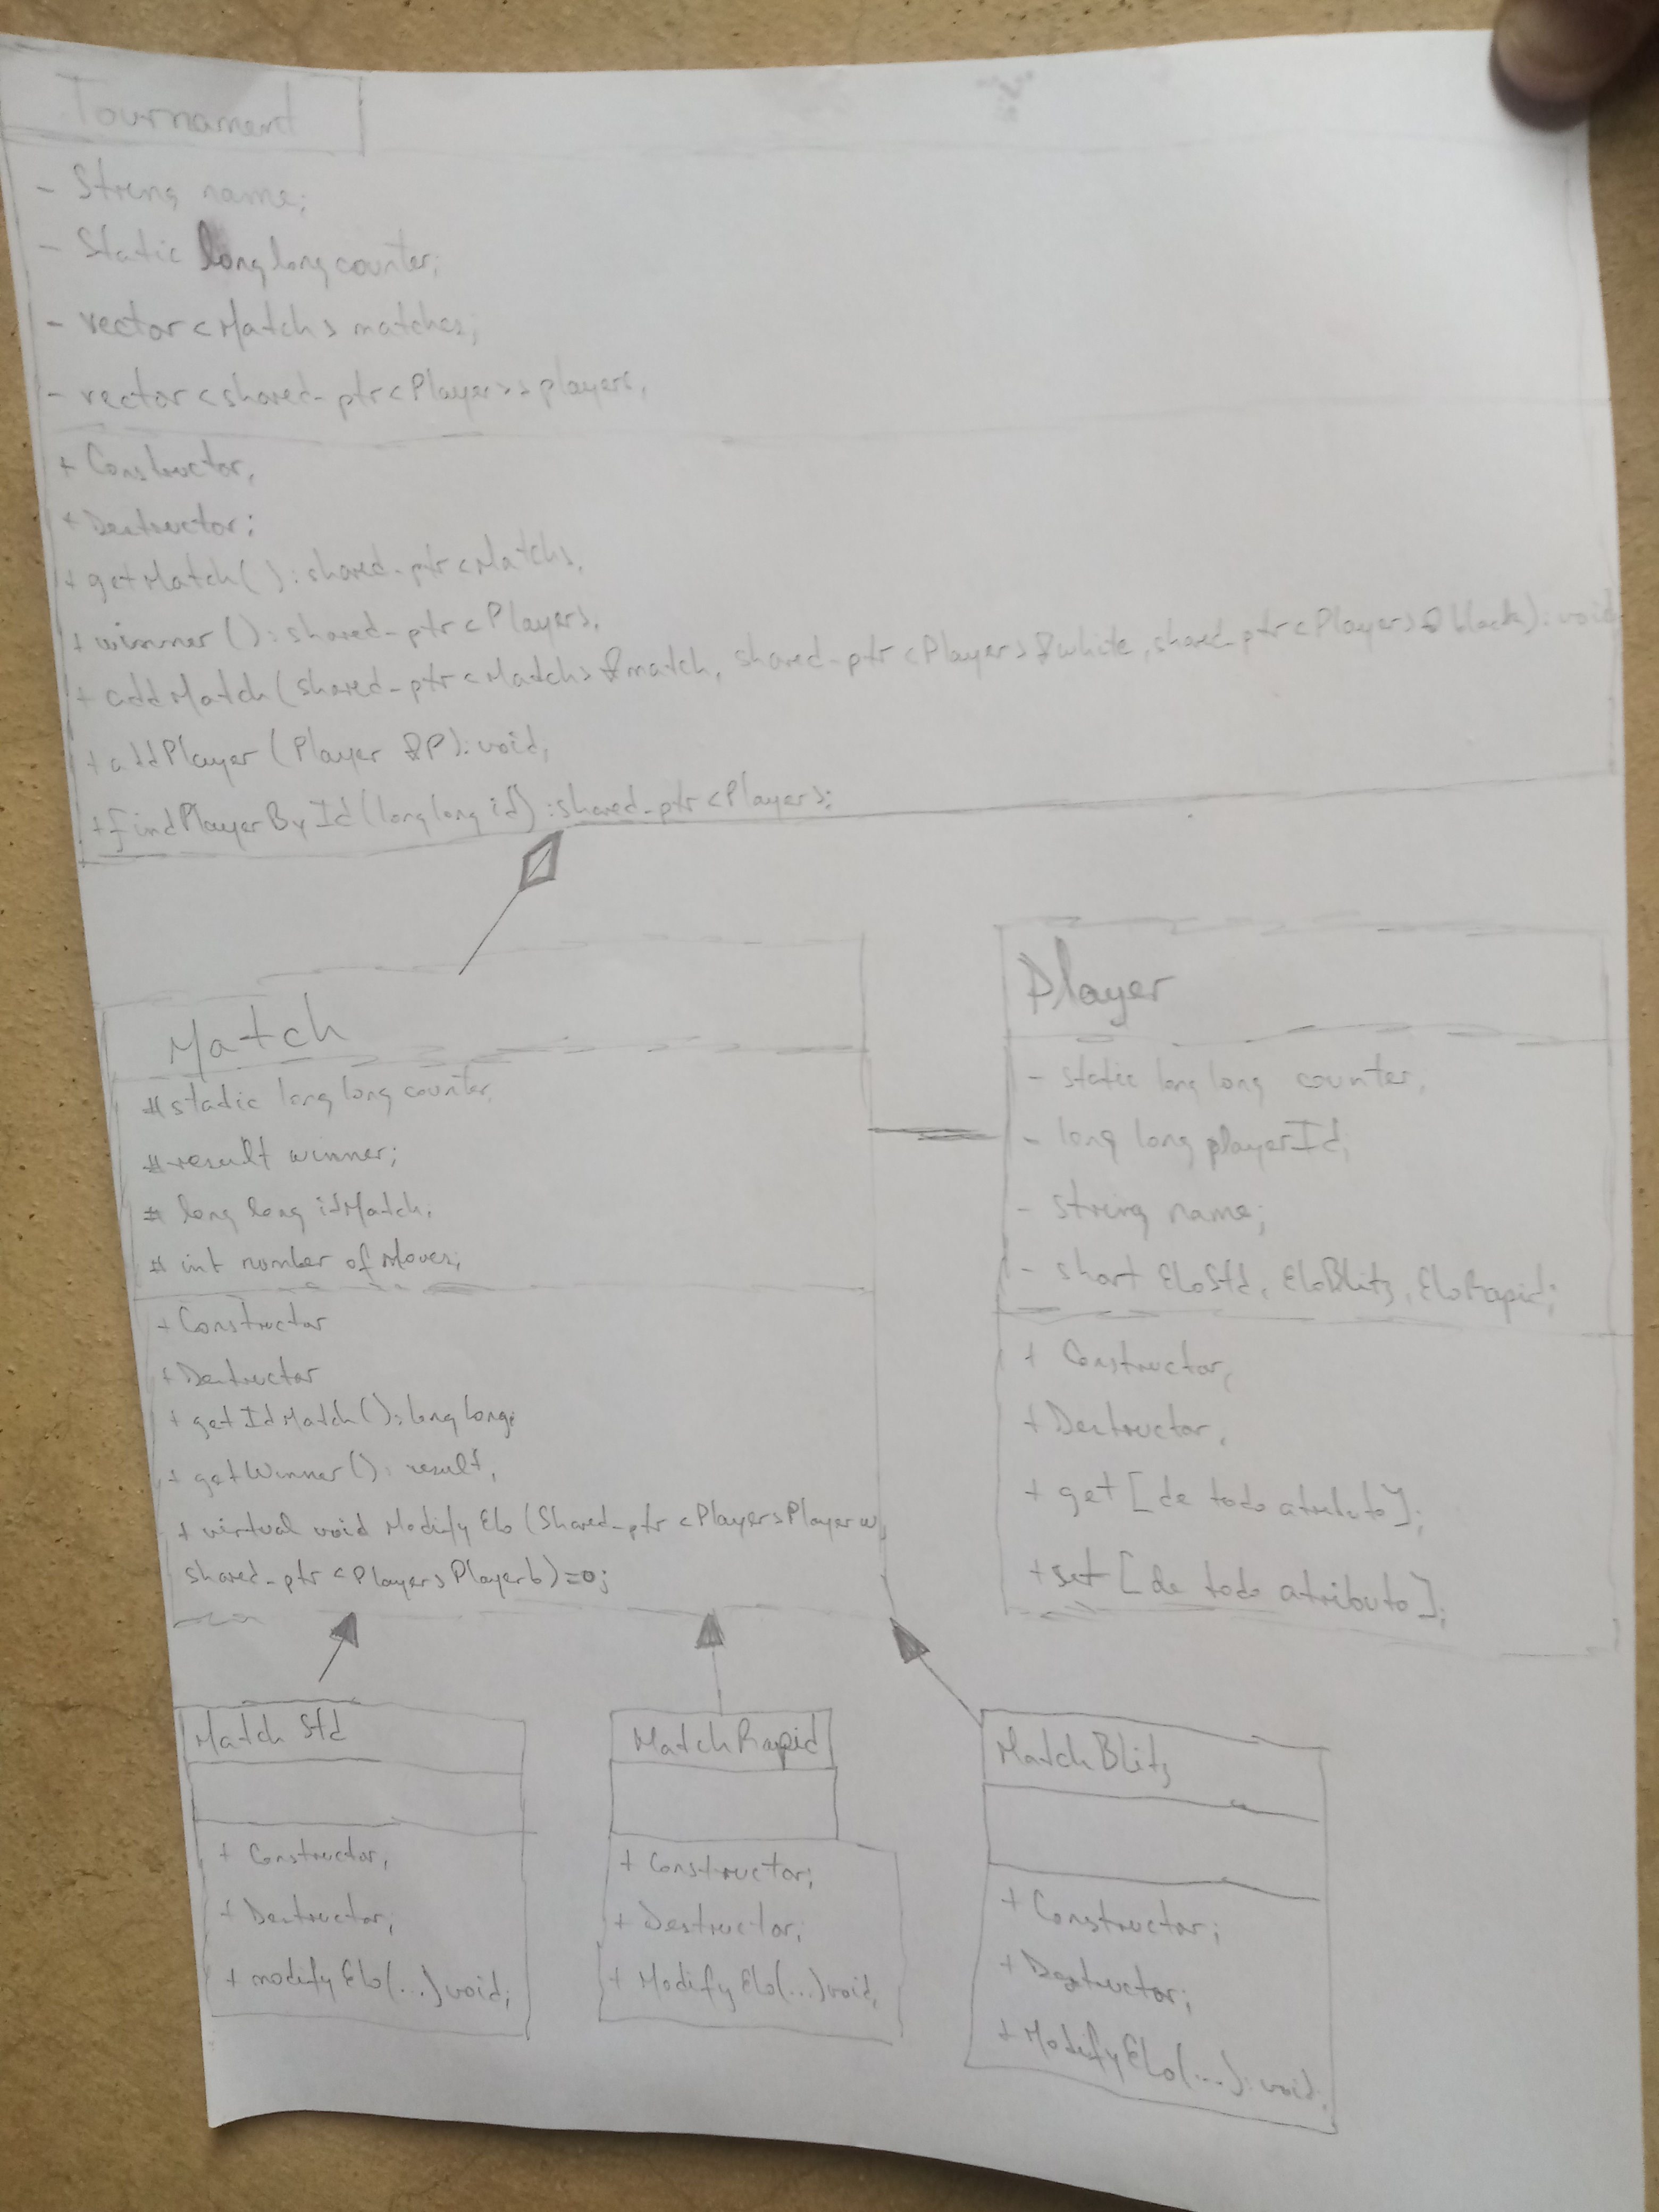 Tournament
- String name;
- Static long long counter;
- vector<Match> matches;
- vector<shared_ptr<Player>> players;
+ Constructor;
+ Destructor;
+ getMatch(): shared_ptr<Match>;
+ winner(): shared_ptr<Player>;
+ addMatch(shared_ptr<Match> &match, shared_ptr<Player> &white, shared_ptr<Player> & black): void
+ addPlayer(Player &P): void;
+ findPlayerById(long long id): shared_ptr<Player>;
Match
# static long long counter;
# result winner;
# long long idMatch;
# int number of Moves;
+ Constructor
+ Destructor
+ getIdMatch(): long long;
+ getWinner(): result;
+ virtual void Modify Elo (Shared_ptr<Player>Player w,
shared_ptr<Player>Player b)=0;
Player
- static long long counter;
- long long playerId;
- string name;
- short EloStd, EloBlitz, EloRapid;
+ Constructor;
+ Destructor;
+ get [de todo atributo];
+ set [de todo atributo];
Match Std
+ Constructor;
+ Destructor;
+ modifyElo(...) void;
MatchRapid
+ Constructor;
+ Destructor;
+ ModifyElo(...) void;
MatchBlitz
+ Constructor;
+ Destructor;
+ ModifyElo(...): void;